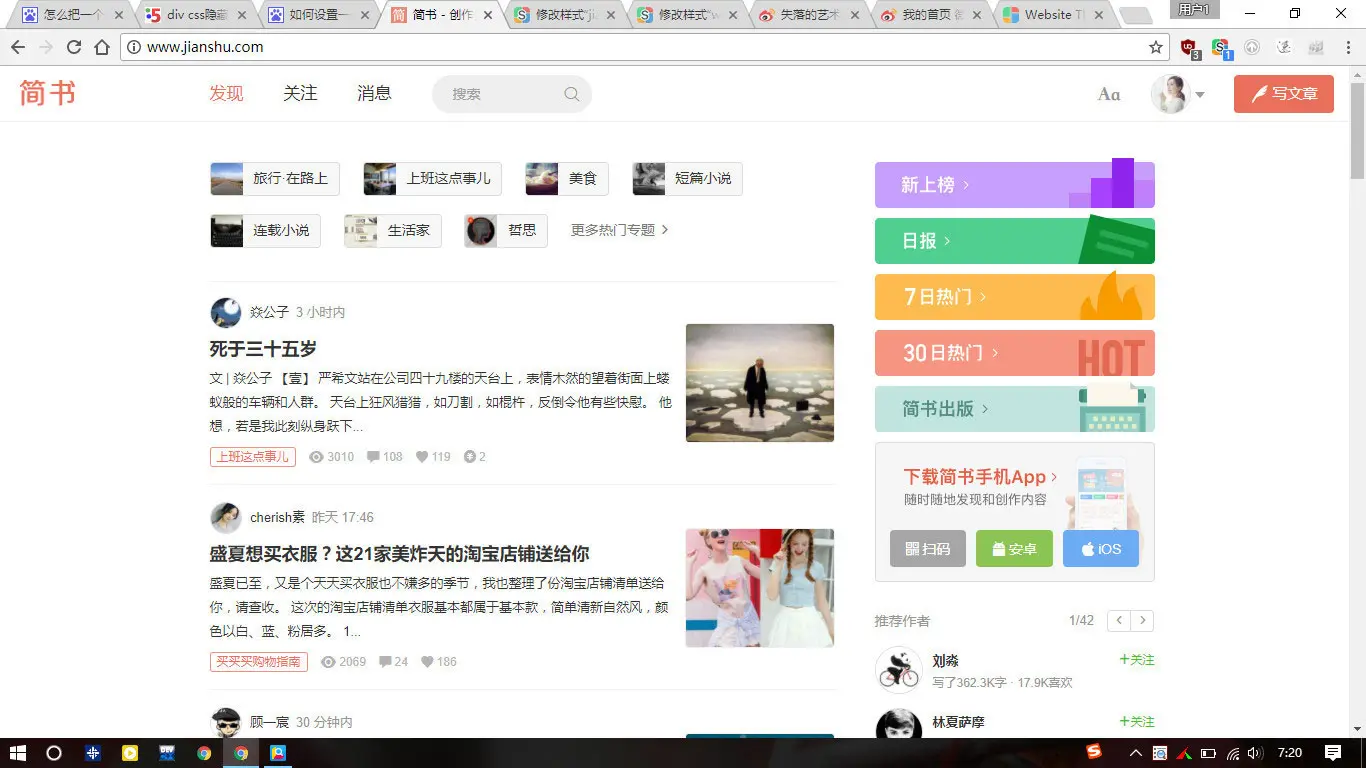 怎么把一个
div css隐藏
如何设置一
简书 - 创作
修改样式"jia
修改样式"w
失落的艺术
我的首页 微
Website Th
用户1
www.jianshu.com
3
1
简书
发现
关注
消息
搜索
Aa
写文章
旅行·在路上
上班这点事儿
美食
短篇小说
连载小说
生活家
哲思
更多热门专题 >
焱公子 3 小时内
死于三十五岁
文 | 焱公子 【壹】 严希文站在公司四十九楼的天台上，表情木然的望着街面上蝼
蚁般的车辆和人群。 天台上狂风猎猎，如刀割，如棍杵，反倒令他有些快慰。 他
想，若是我此刻纵身跃下...
上班这点事儿 3010 108 119 2
cherish素 昨天 17:46
盛夏想买衣服？这21家美炸天的淘宝店铺送给你
盛夏已至，又是个天天买衣服也不嫌多的季节，我也整理了份淘宝店铺清单送给
你，请查收。 这次的淘宝店铺清单衣服基本都属于基本款，简单清新自然风，颜
色以白、蓝、粉居多。 1...
买买买购物指南 2069 24 186
顾一宸 30 分钟内
新上榜 >
日报 >
7日热门 >
30日热门 >
HOT
简书出版 >
下载简书手机App >
随时随地发现和创作内容
扫码
安卓
iOS
推荐作者 1/42 < >
刘淼 +关注
写了362.3K字 · 17.9K喜欢
林夏萨摩 +关注
7:20